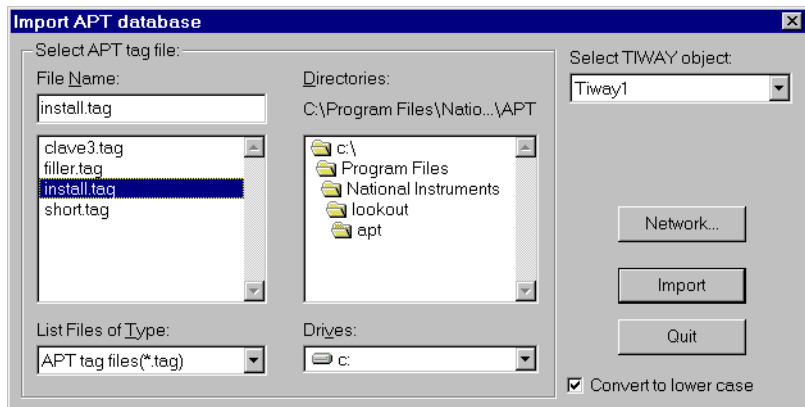 Import APT database
Select APT tag file:
File Name:
install.tag
clave3.tag
filler.tag
install.tag
short.tag
List Files of Type:
APT tag files(*.tag)
Directories:
C:\Program Files\Natio...\APT
c:\
Program Files
National Instruments
lookout
apt
Drives:
c:
Select TIWAY object:
Tiway1
Network...
Import
Quit
Convert to lower case